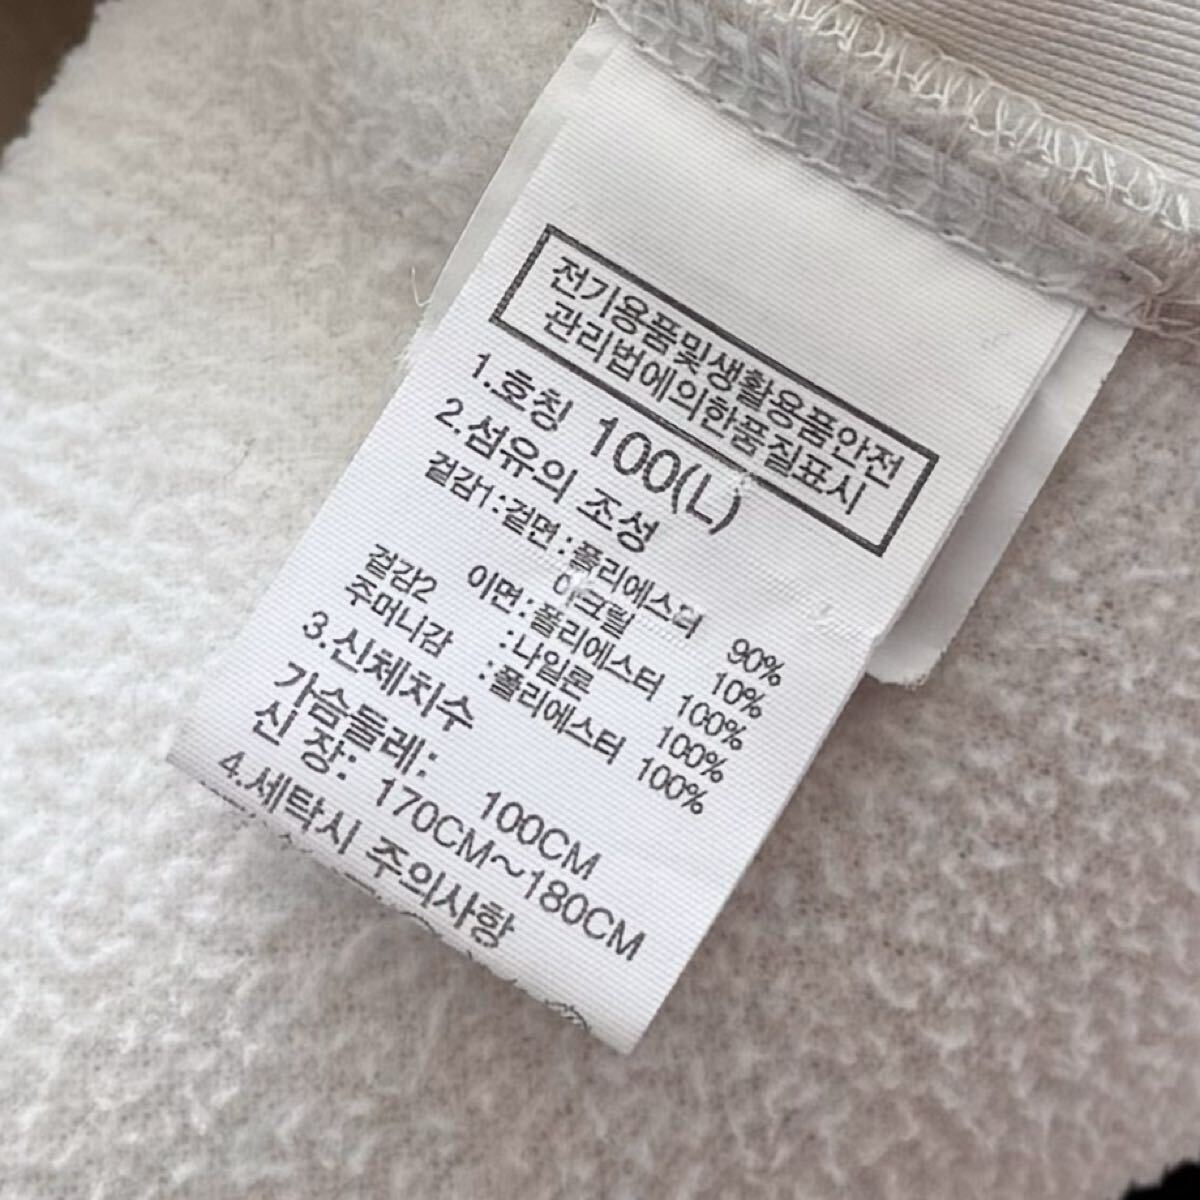 전기용품및생활용품안전
관리법에의한품질표시
1.호칭 100(L)
2.섬유의 조성
겉감1:겉면:폴리에스터 90%
아크릴 10%
이면:폴리에스터 100%
겉감2 :나일론 100%
주머니감 :폴리에스터 100%
3.신체치수
가슴둘레: 100CM
신 장: 170CM~180CM
4.세탁시 주의사항